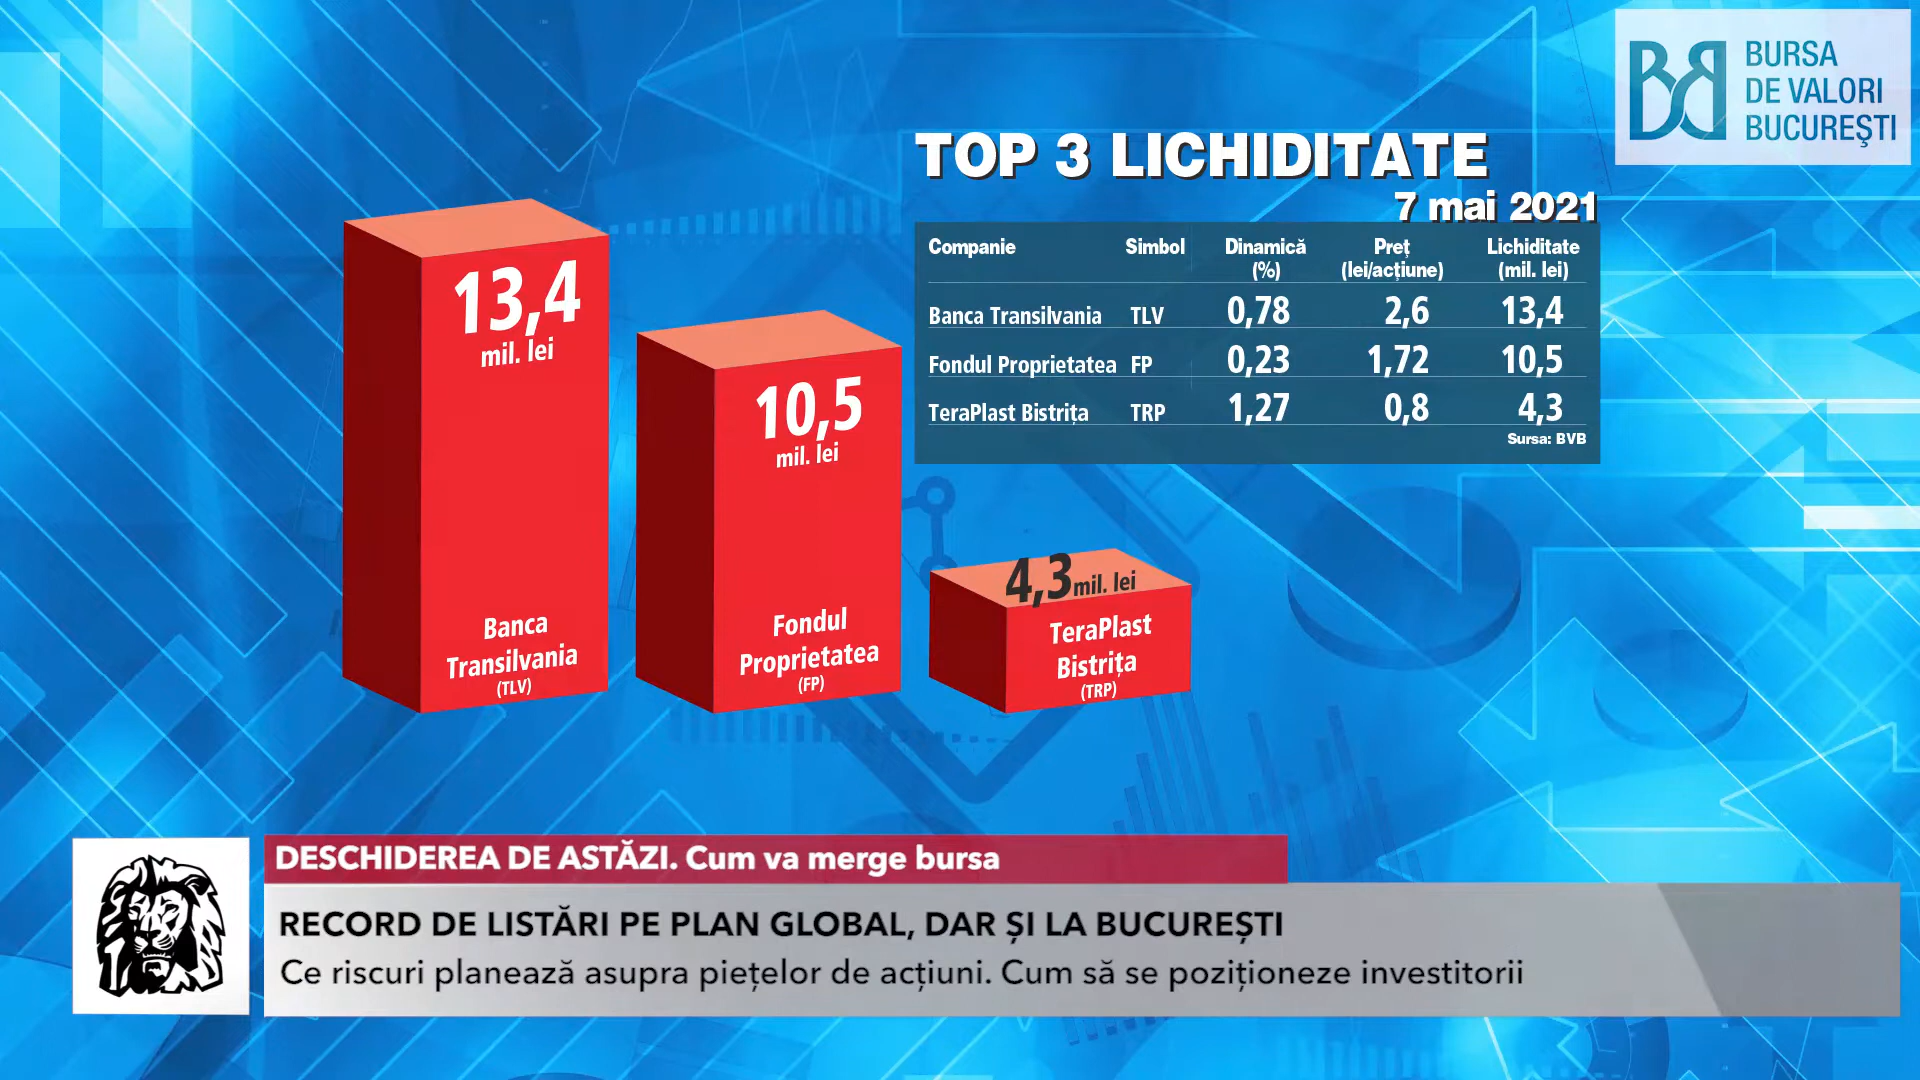 BURSA
DE VALORI
BUCUREŞTI
TOP 3 LICHIDITATE
7 mai 2021
Companie Simbol Dinamică (%) Preț (lei/acțiune) Lichiditate (mil. lei)
Banca Transilvania TLV 0,78 2,6 13,4
Fondul Proprietatea FP 0,23 1,72 10,5
TeraPlast Bistrița TRP 1,27 0,8 4,3
Sursa: BVB
13,4
mil. lei
Banca
Transilvania
(TLV)
10,5
mil. lei
Fondul
Proprietatea
(FP)
4,3 mil. lei
TeraPlast
Bistrița
(TRP)
DESCHIDEREA DE ASTĂZI. Cum va merge bursa
RECORD DE LISTĂRI PE PLAN GLOBAL, DAR ȘI LA BUCUREȘTI
Ce riscuri planează asupra piețelor de acțiuni. Cum să se poziționeze investitorii